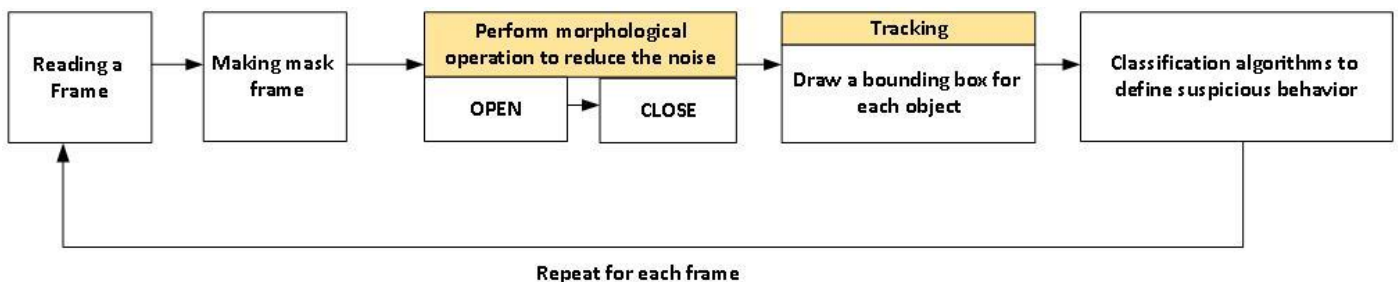 Reading a
Frame
Making mask
frame
Perform morphological
operation to reduce the noise
OPEN
CLOSE
Tracking
Draw a bounding box for
each object
Classification algorithms to
define suspicious behavior
Repeat for each frame